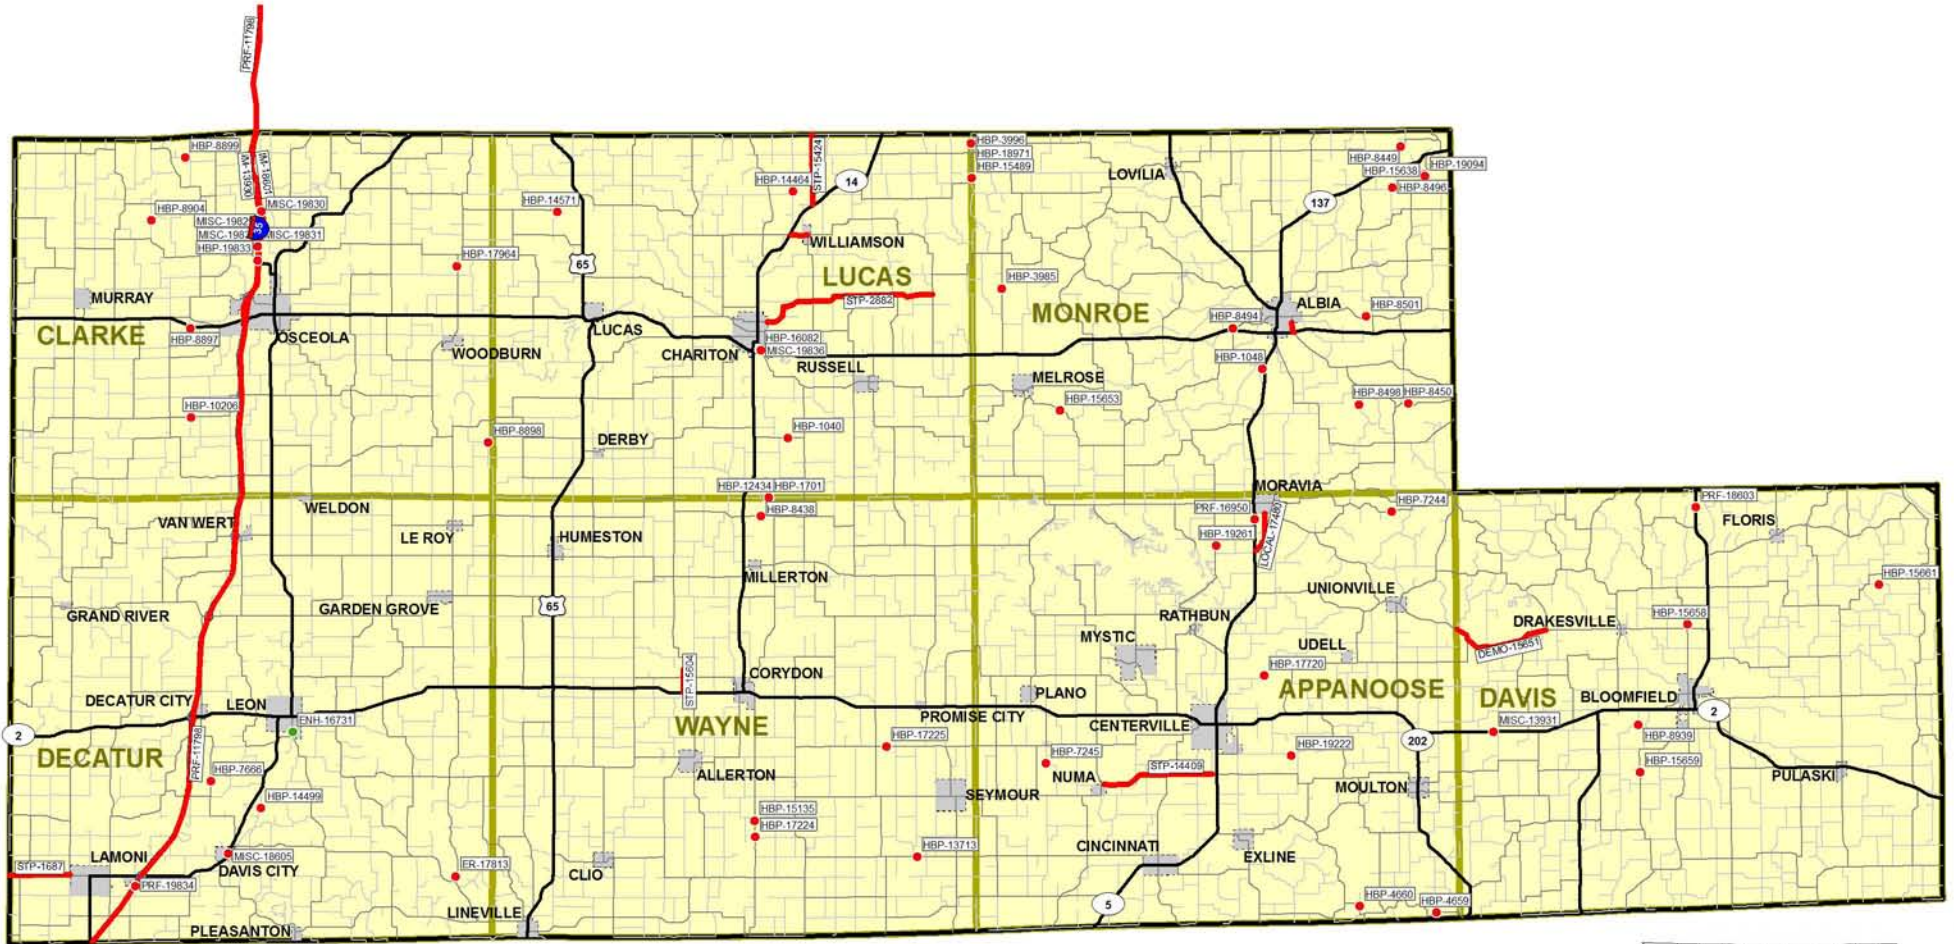 PRF-11798
HBP-8899
IM-13930
IM-18601
HBP-8904
MISC-19830
MISC-19831
35
HBP-19833
MURRAY
CLARKE
HBP-8897
OSCEOLA
HBP-17964
WOODBURN
HBP-10206
HBP-8898
HBP-14571
65
LUCAS
DERBY
HBP-14464
STP-15424
14
WILLIAMSON
LUCAS
STP-2882
CHARITON
HBP-16082
MISC-19836
RUSSELL
HBP-1040
HBP-12434
HBP-1701
HBP-8438
HBP-3996
HBP-18971
HBP-15489
HBP-3985
MONROE
LOVILIA
137
HBP-8449
HBP-15638
HBP-19094
HBP-8496
ALBIA
HBP-8494
HBP-8501
HBP-1048
MELROSE
HBP-15653
HBP-8498
HBP-8450
MORAVIA
PRF-16950
HBP-19261
LOCAL-17480
HBP-7244
VAN WERT
WELDON
LE ROY
HUMESTON
GRAND RIVER
GARDEN GROVE
65
MILLERTON
DECATUR CITY
LEON
ENH-16731
2
DECATUR
PRF-11798
HBP-7666
HBP-14499
STP-1687
LAMONI
MISC-18605
DAVIS CITY
PRF-19834
PLEASANTON
ER-17813
LINEVILLE
CLIO
STP-15604
CORYDON
WAYNE
ALLERTON
PROMISE CITY
HBP-17225
SEYMOUR
HBP-15135
HBP-17224
HBP-13713
RATHBUN
MYSTIC
UNIONVILLE
UDELL
HBP-17720
APPANOOSE
PLANO
CENTERVILLE
HBP-7245
NUMA
STP-14409
HBP-19222
202
MOULTON
CINCINNATI
EXLINE
5
HBP-4660
HBP-4659
PRF-18603
FLORIS
HBP-15661
HBP-15658
DRAKESVILLE
DEMO-15651
DAVIS
BLOOMFIELD
MISC-13931
2
HBP-8939
HBP-15659
PULASKI